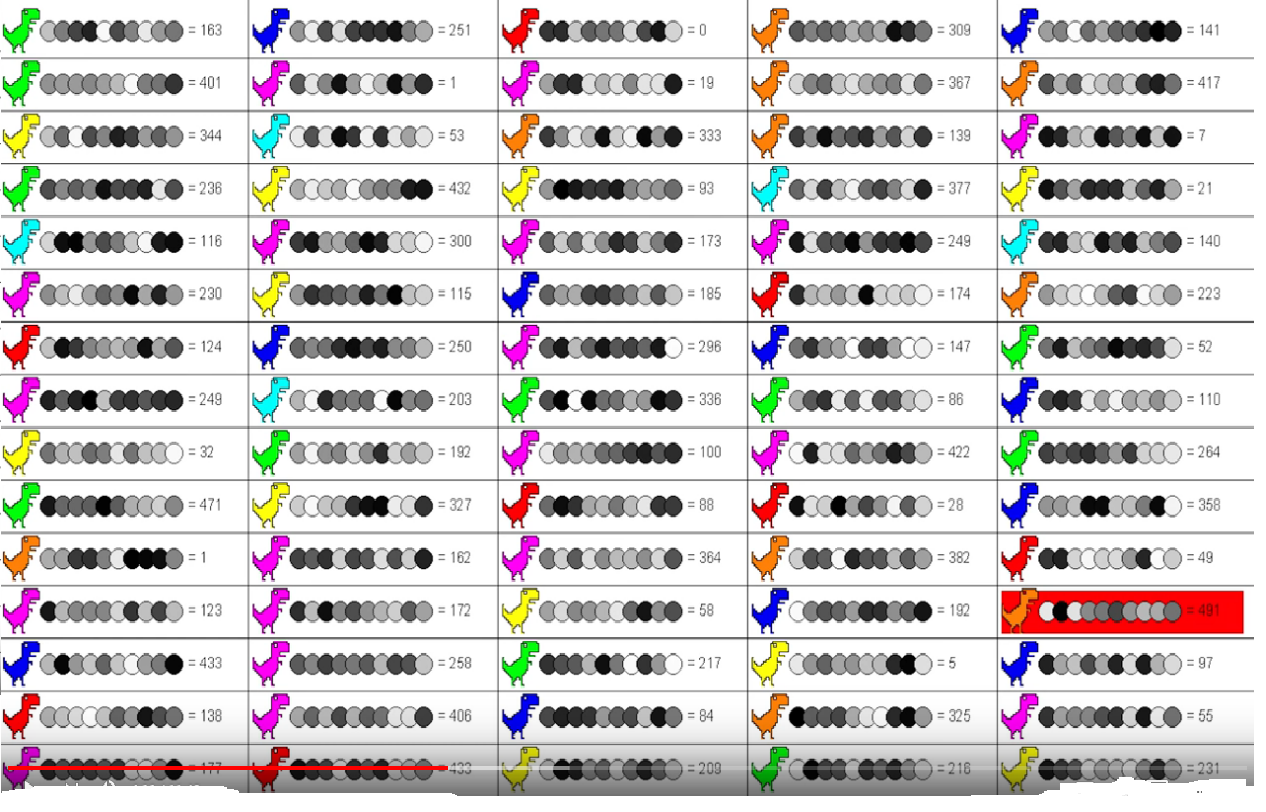 = 163 = 251 = 0 = 309 = 141
= 401 = 1 = 19 = 367 = 417
= 344 = 53 = 333 = 139 = 7
= 236 = 432 = 93 = 377 = 21
= 116 = 300 = 173 = 249 = 140
= 230 = 115 = 185 = 174 = 223
= 124 = 250 = 296 = 147 = 52
= 249 = 203 = 336 = 86 = 110
= 32 = 192 = 100 = 422 = 264
= 471 = 327 = 88 = 28 = 358
= 1 = 162 = 364 = 382 = 49
= 123 = 172 = 58 = 192 = 491
= 433 = 258 = 217 = 5 = 97
= 138 = 406 = 84 = 325 = 55
= 177 = 433 = 209 = 216 = 231